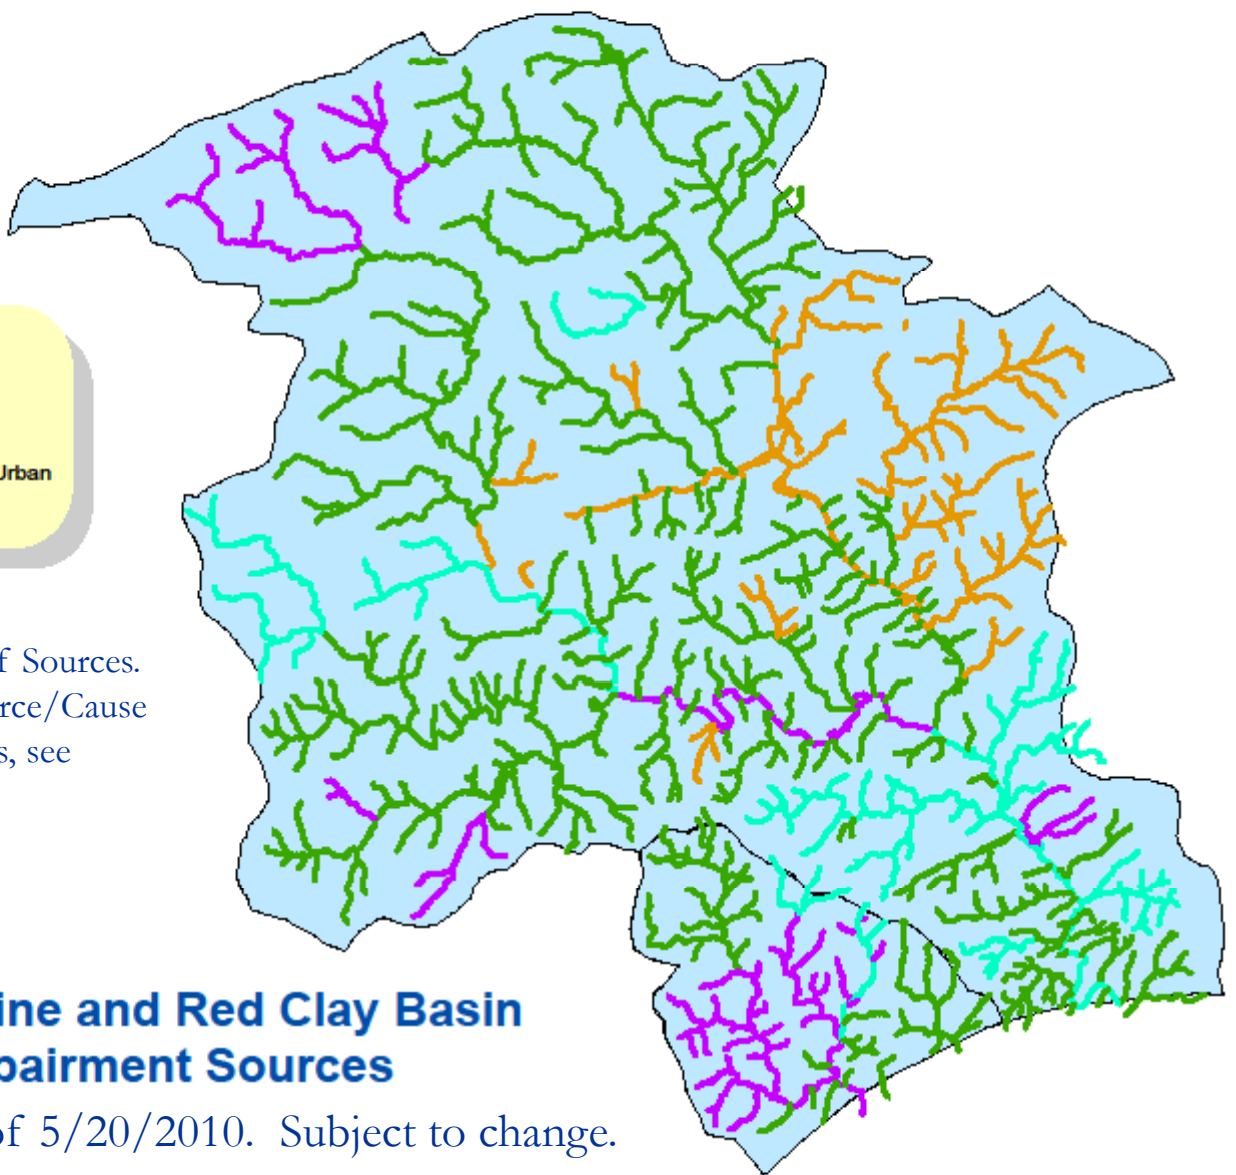 Urban
f Sources.
rce/Cause
s, see
ine and Red Clay Basin
pairment Sources
of 5/20/2010. Subject to change.